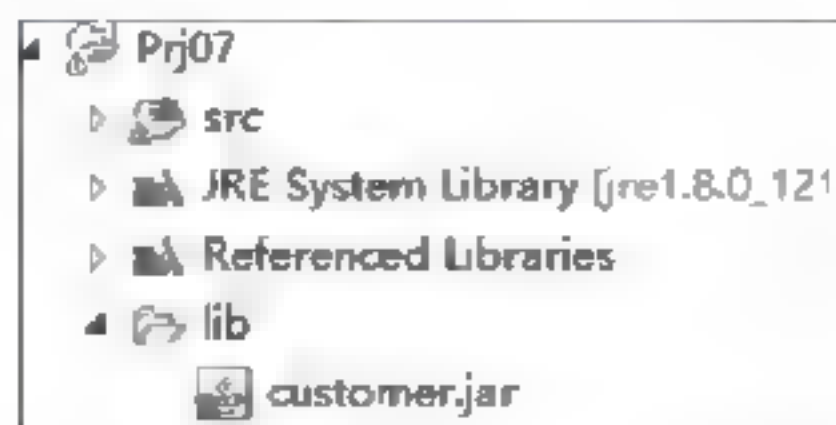 Prj07
src
JRE System Library [jre1.8.0_121
Referenced Libraries
lib
customer.jar